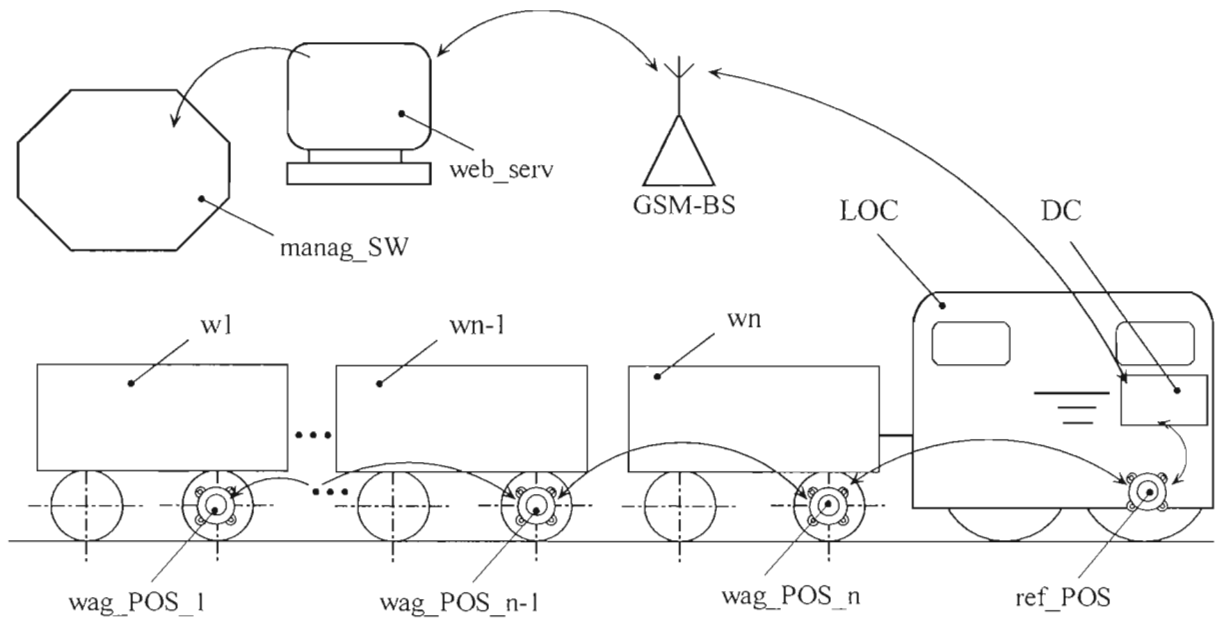 web_serv
GSM-BS
manag_SW
LOC
DC
w1
wn-1
wn
wag_POS_1
wag_POS_n-1
wag_POS_n
ref_POS